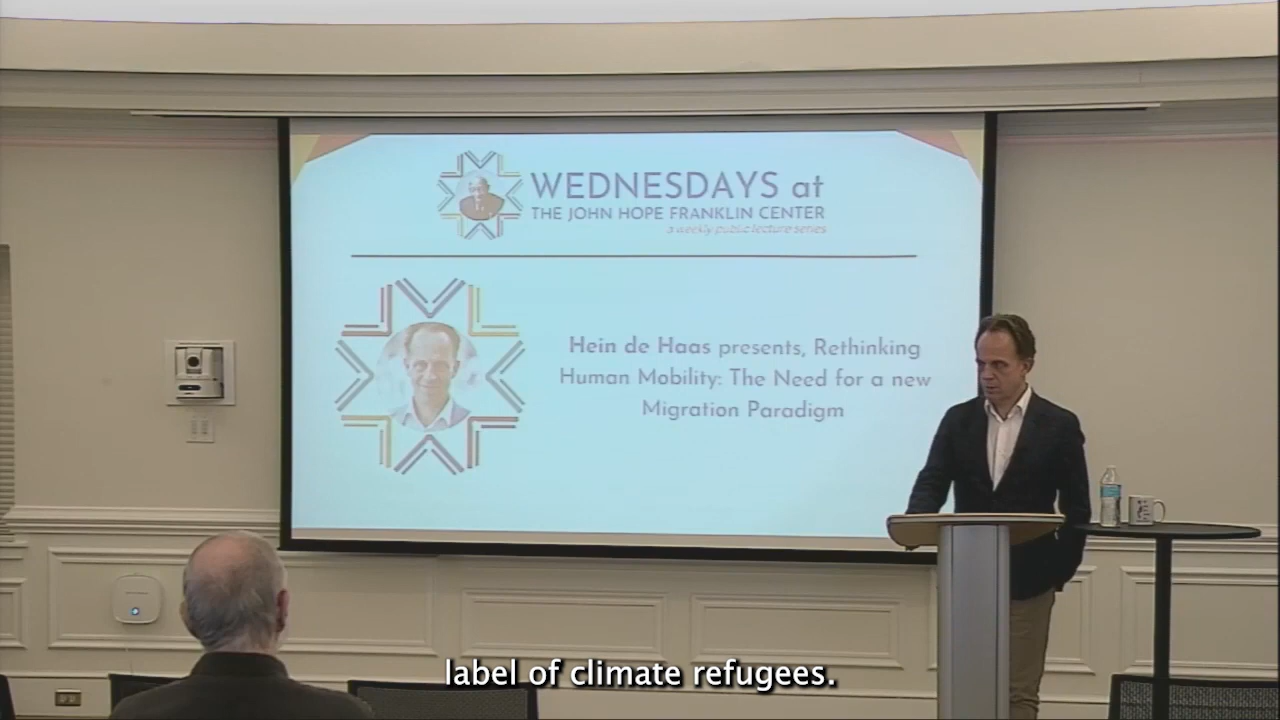 WEDNESDAYS at
THE JOHN HOPE FRANKLIN CENTER
a weekly public lecture series
Hein de Haas presents, Rethinking
Human Mobility: The Need for a new
Migration Paradigm
label of climate refugees.